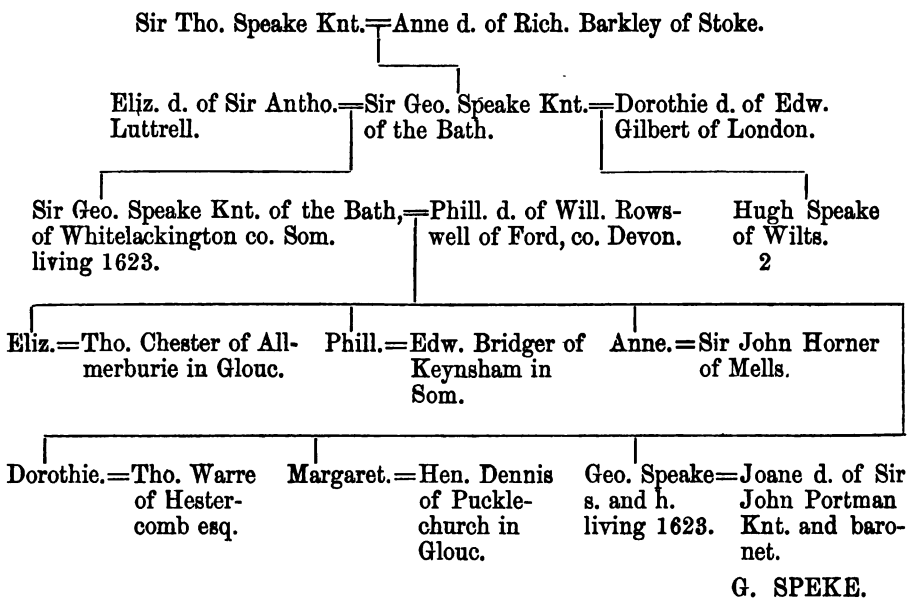 Sir Tho. Speake Knt.=Anne d. of Rich. Barkley of Stoke.
Eliz. d. of Sir Antho.=Sir Geo. Speake Knt.=Dorothie d. of Edw.
Luttrell. of the Bath. Gilbert of London.
Sir Geo. Speake Knt. of the Bath,=Phill. d. of Will. Rows- Hugh Speake
of Whitelackington co. Som. well of Ford, co. Devon. of Wilts.
living 1623. 2
Eliz.=Tho. Chester of All- Phill.=Edw. Bridger of Anne.=Sir John Horner
merburie in Glouc. Keynsham in of Mells.
Som.
Dorothie.=Tho. Warre Margaret.=Hen. Dennis Geo. Speake=Joane d. of Sir
of Hester- of Puckle- s. and h. John Portman
comb esq. church in living 1623. Knt. and baro-
Glouc. net.
G. SPEKE.